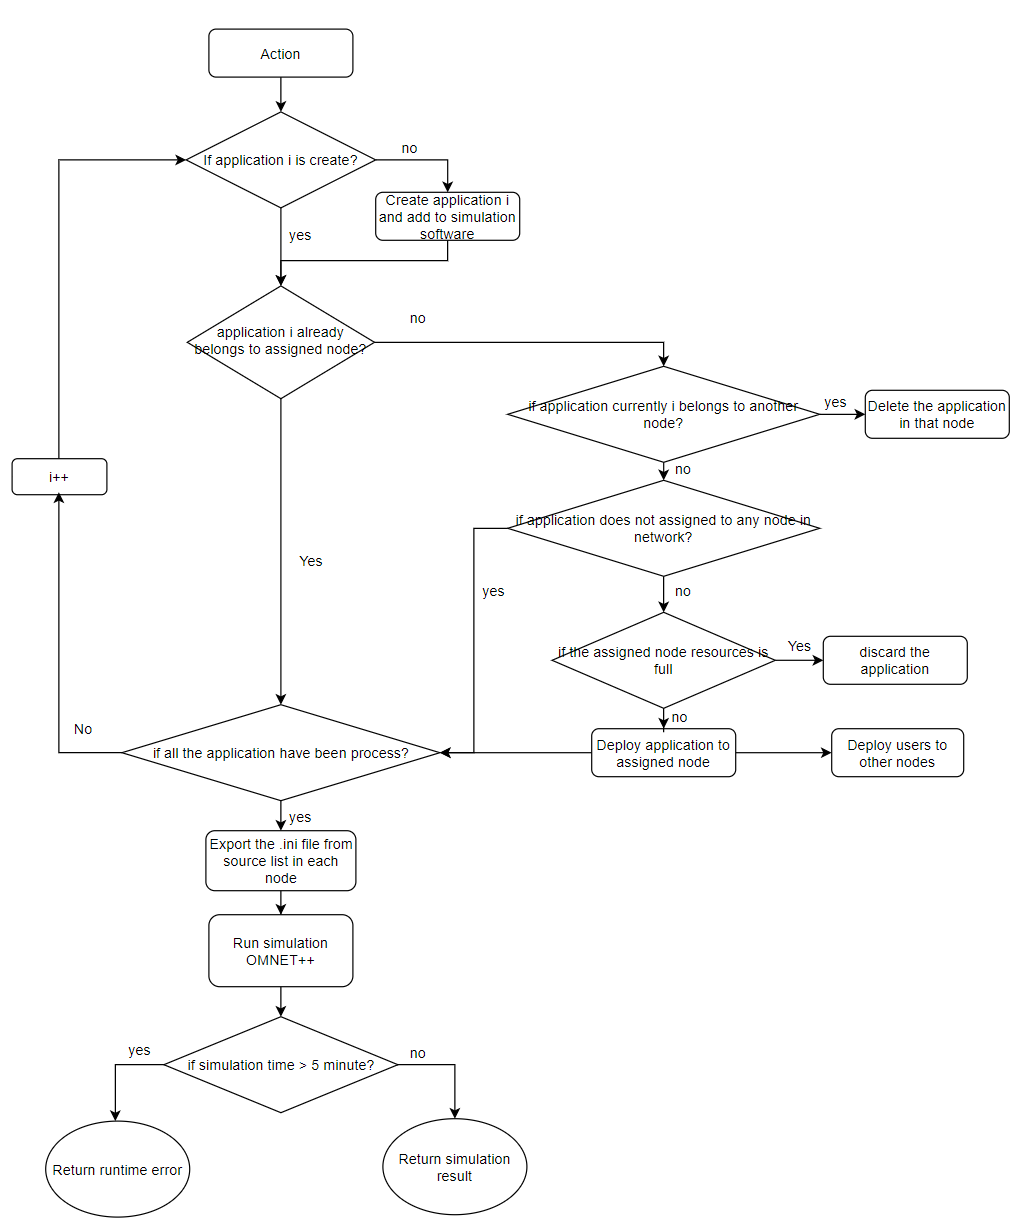 Action
If application i is create?
no
Create application i
and add to simulation
software
yes
application i already
belongs to assigned node?
no
if application currently i belongs to another
node?
yes
Delete the application
in that node
no
i++
if application does not assigned to any node in
network?
Yes
yes
no
if the assigned node resources is
full
Yes
discard the
application
no
No
if all the application have been process?
Deploy application to
assigned node
Deploy users to
other nodes
yes
Export the .ini file from
source list in each
node
Run simulation
OMNET++
yes
if simulation time > 5 minute?
no
Return runtime error
Return simulation
result